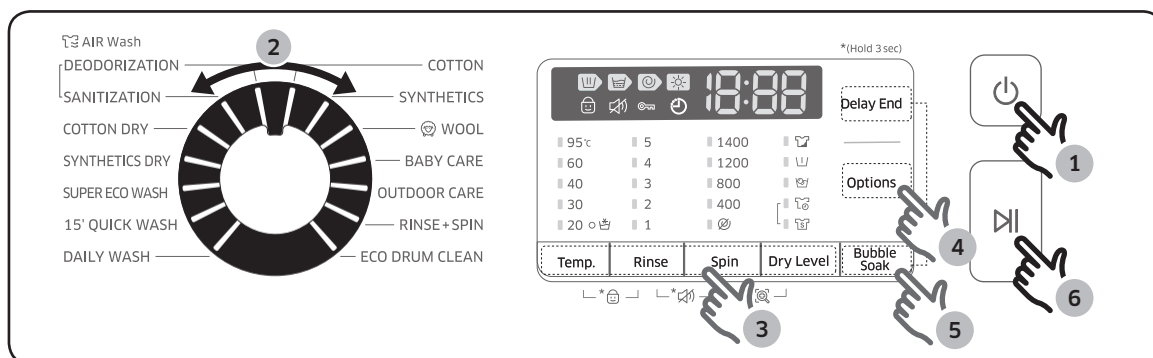 AIR Wash
DEODORIZATION
SANITIZATION
COTTON DRY
SYNTHETICS DRY
SUPER ECO WASH
15' QUICK WASH
DAILY WASH
2
COTTON
SYNTHETICS
WOOL
BABY CARE
OUTDOOR CARE
RINSE+SPIN
ECO DRUM CLEAN
*(Hold 3 sec)
18:88
Delay End
95℃ 5 1400
60 4 1200
40 3 800
30 2 400
20 1
Options
Temp. Rinse Spin Dry Level Bubble
Soak
* *
3
4
5
1
6